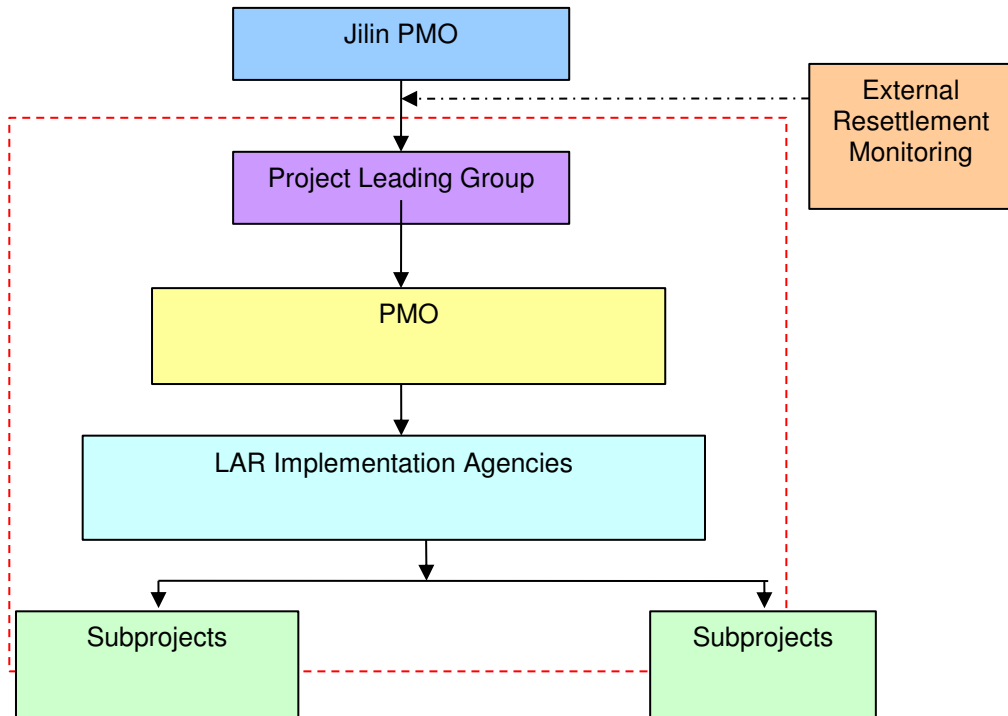 Jilin PMO
External
Resettlement
Monitoring
Project Leading Group
PMO
LAR Implementation Agencies
Subprojects
Subprojects